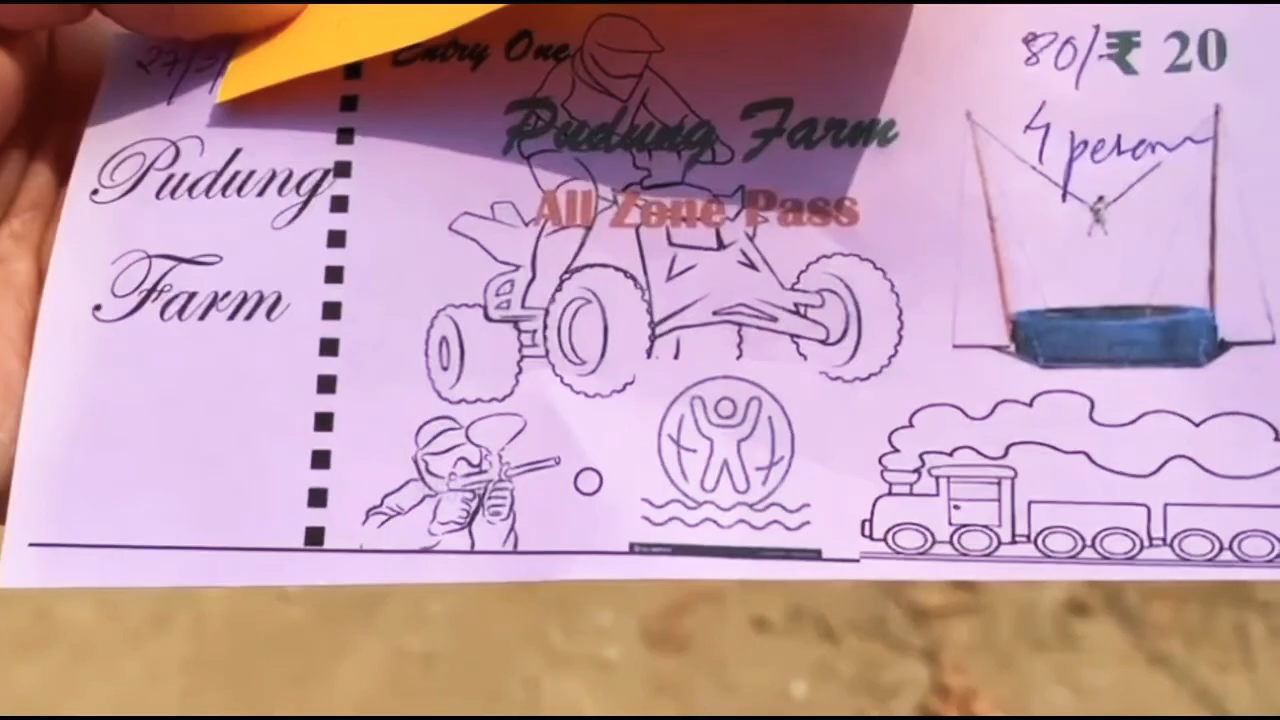 Entry One
80/ ₹ 20
4 person
Pudung Farm
All Zone Pass
Pudung
Farm